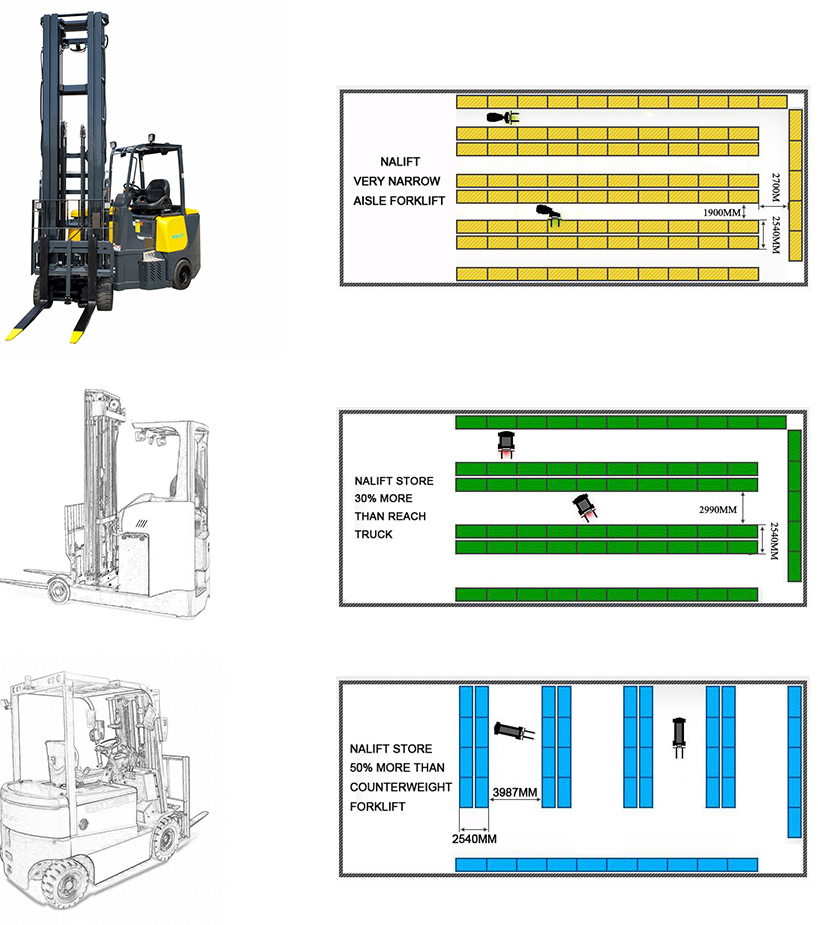 NALIFT
VERY NARROW
AISLE FORKLIFT
2700M
1900MM
2540MM
NALIFT STORE
30% MORE
THAN REACH
TRUCK
2990MM
2540MM
NALIFT STORE
50% MORE THAN
COUNTERWEIGHT
FORKLIFT
3987MM
2540MM